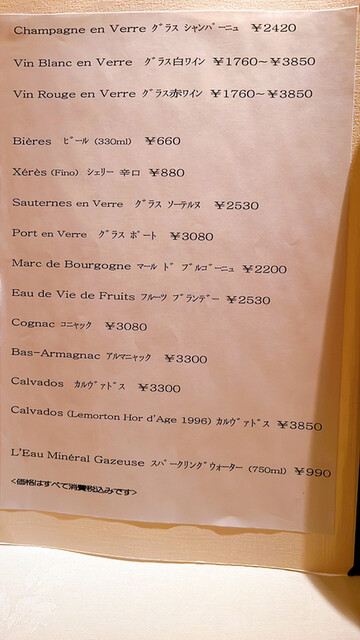 Champagne en Verre グラス シャンパーニュ ￥2420
Vin Blanc en Verre グラス白ワイン ￥1760～￥3850
Vin Rouge en Verre グラス赤ワイン ￥1760～￥3850
Bières ビール (330ml) ￥660
Xérès (Fino) シェリー 辛口 ￥880
Sauternes en Verre グラス ソーテルヌ ￥2530
Port en Verre グラス ポート ￥3080
Marc de Bourgogne マール ド ブルゴーニュ ￥2200
Eau de Vie de Fruits フルーツ ブランデー ￥2530
Cognac コニャック ￥3080
Bas-Armagnac アルマニャック ￥3300
Calvados カルヴァドス ￥3300
Calvados (Lemorton Hor d'Age 1996) カルヴァドス ￥3850
L'Eau Minéral Gazeuse スパークリングウォーター (750ml) ￥990
<価格はすべて消費税込みです>